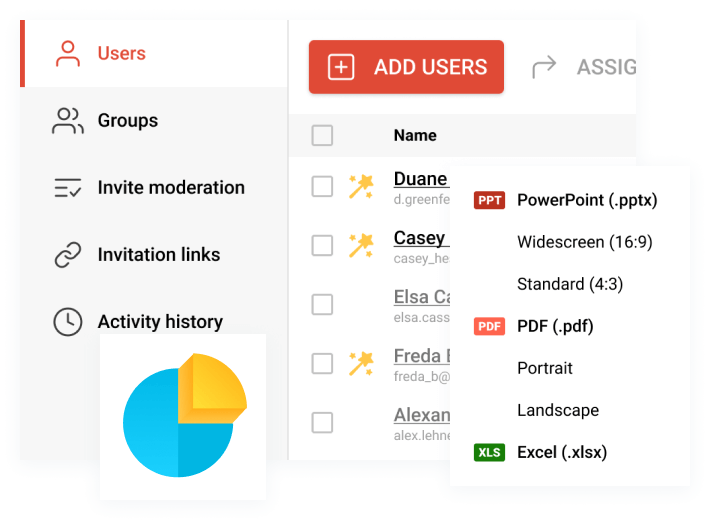 Users
Groups
Invite moderation
Invitation links
Activity history
ADD USERS
ASSIG
Name
Duane
d.greenfe
Casey
casey_he
Elsa Ca
elsa.cass
Freda
freda_b@
Alexan
alex.lehne
PPT PowerPoint (.pptx)
Widescreen (16:9)
Standard (4:3)
PDF PDF (.pdf)
Portrait
Landscape
XLS Excel (.xlsx)